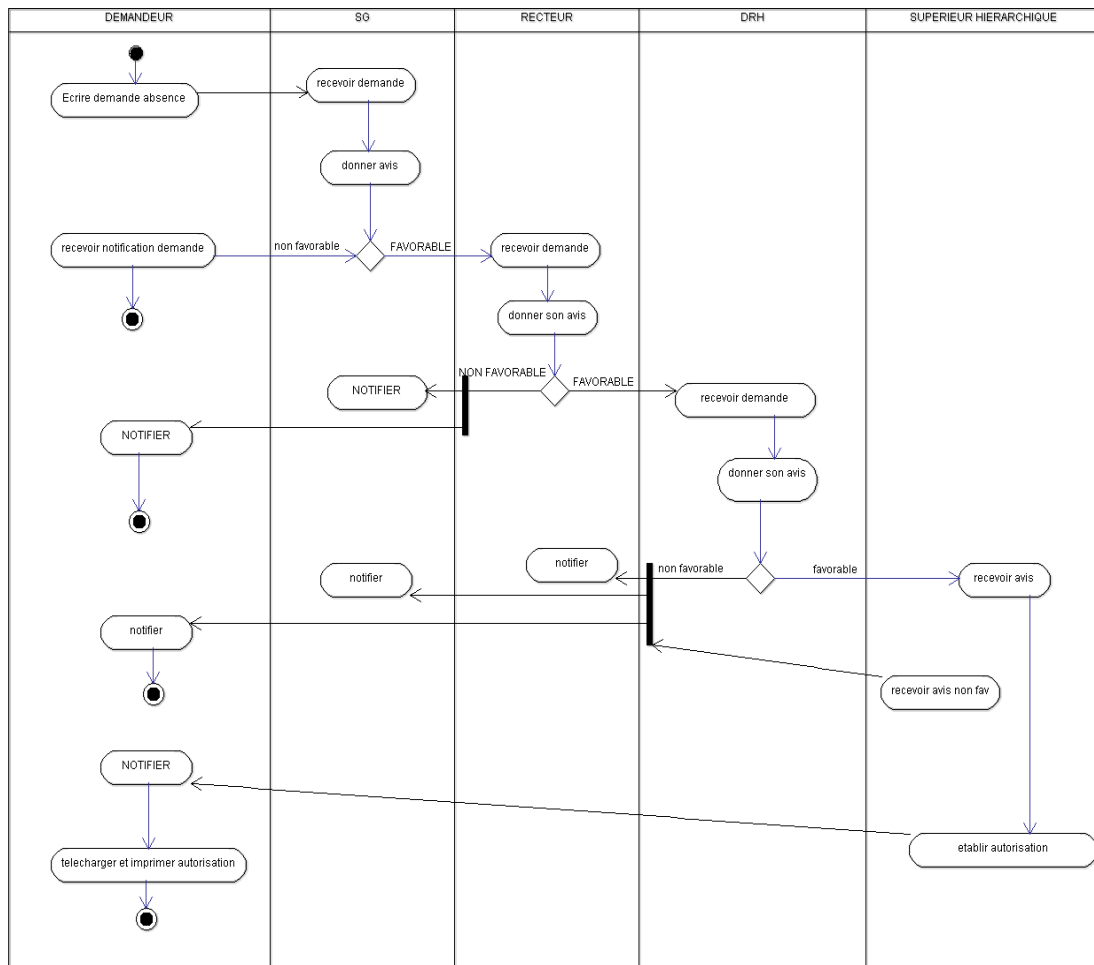 DEMANDEUR
SG
RECTEUR
DRH
SUPERIEUR HIERARCHIQUE
Ecrire demande absence
recevoir demande
donner avis
recevoir notification demande
non favorable
FAVORABLE
recevoir demande
donner son avis
NOTIFIER
NON FAVORABLE
FAVORABLE
recevoir demande
NOTIFIER
donner son avis
notifier
notifier
non favorable
favorable
recevoir avis
notifier
recevoir avis non fav
NOTIFIER
etablir autorisation
telecharger et imprimer autorisation